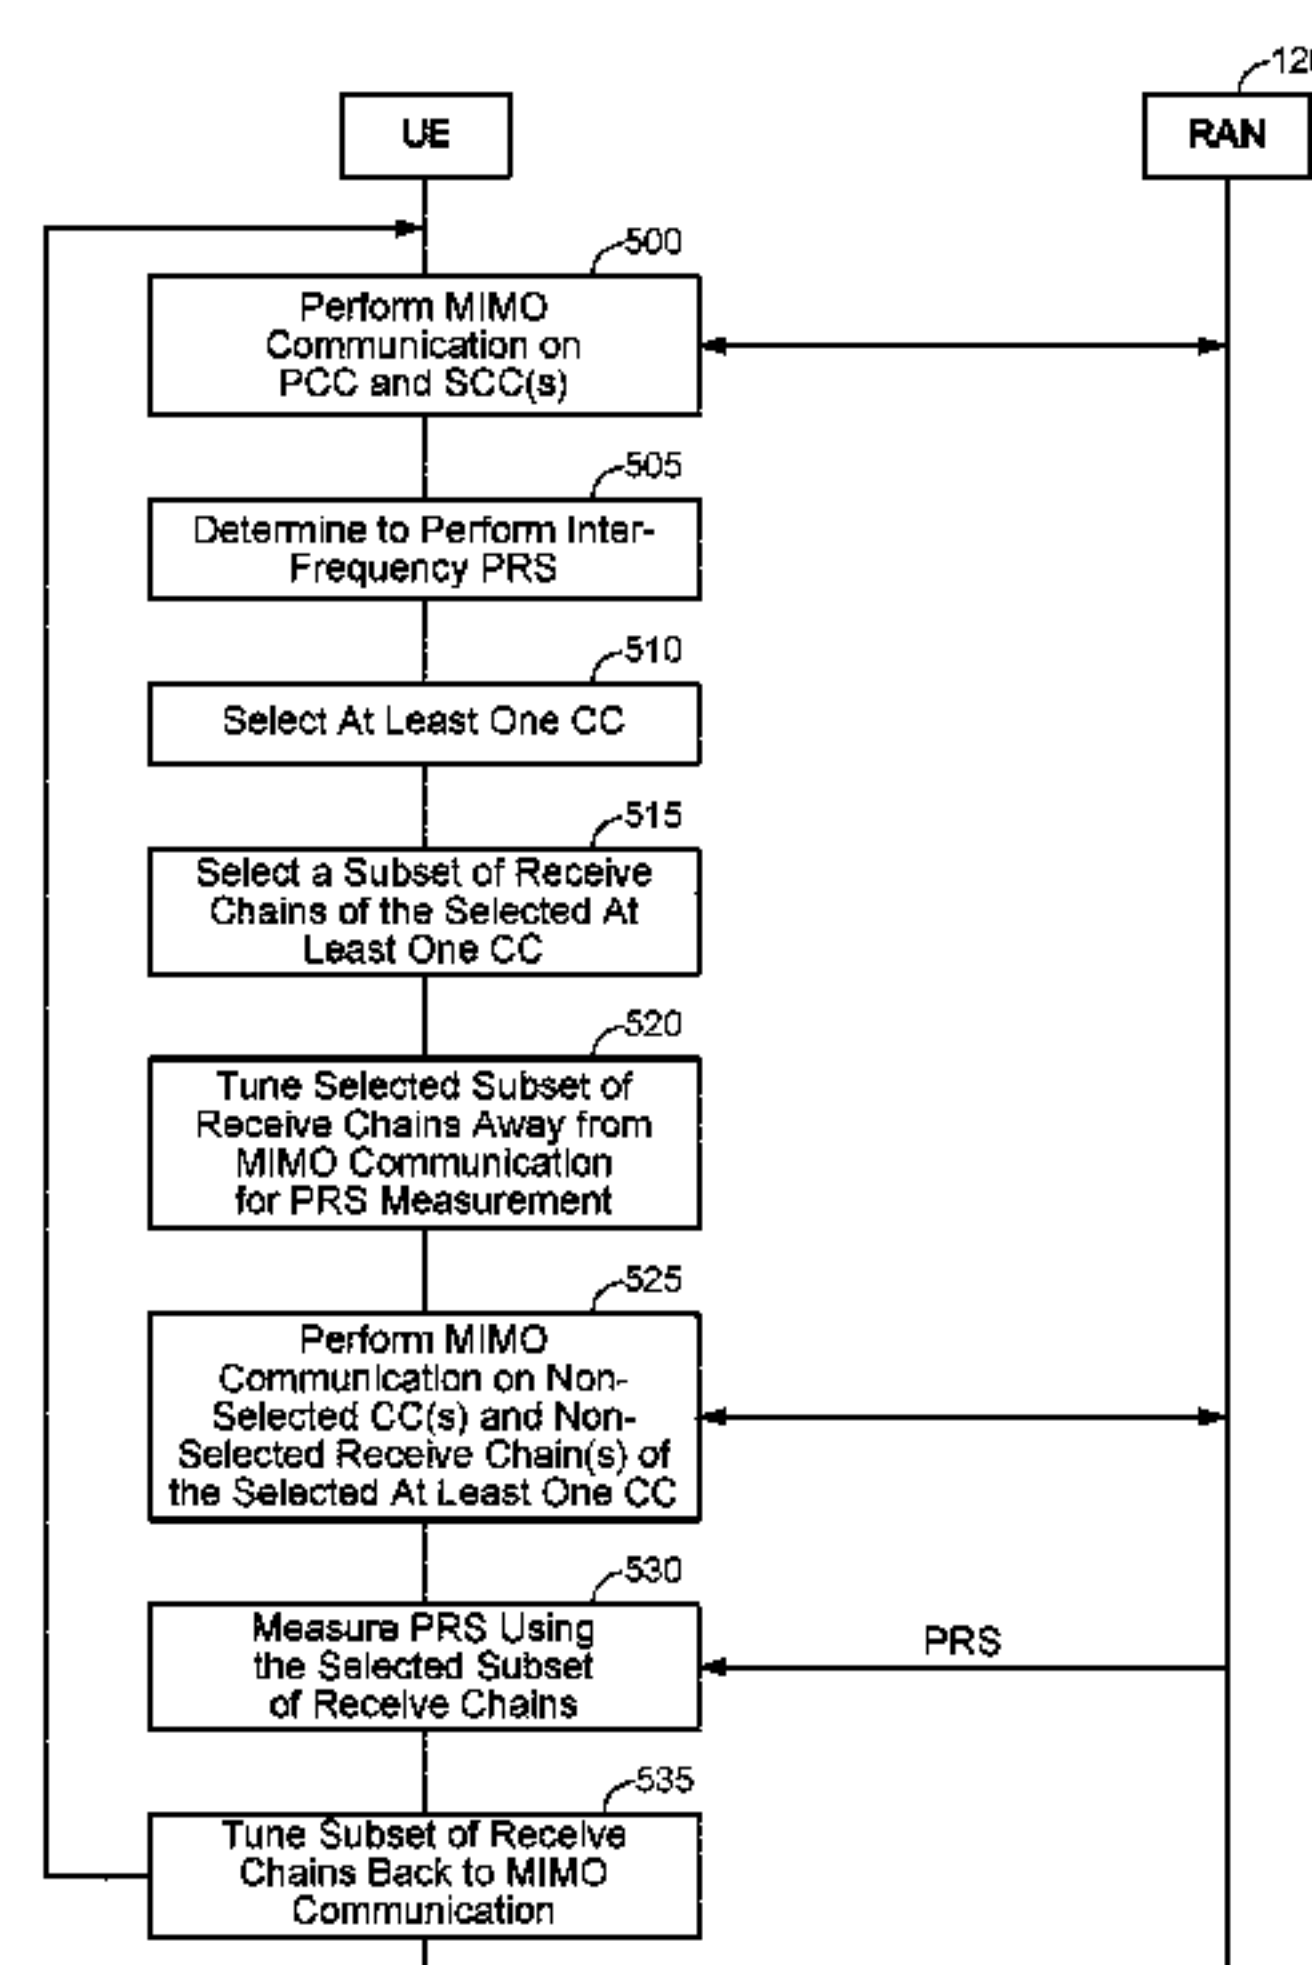 120
UE
RAN
500
Perform MIMO
Communication on
PCC and SCC(s)
505
Determine to Perform Inter-
Frequency PRS
510
Select At Least One CC
515
Select a Subset of Receive
Chains of the Selected At
Least One CC
520
Tune Selected Subset of
Receive Chains Away from
MIMO Communication
for PRS Measurement
525
Perform MIMO
Communication on Non-
Selected CC(s) and Non-
Selected Receive Chain(s) of
the Selected At Least One CC
530
Measure PRS Using
the Selected Subset
of Receive Chains
PRS
535
Tune Subset of Receive
Chains Back to MIMO
Communication